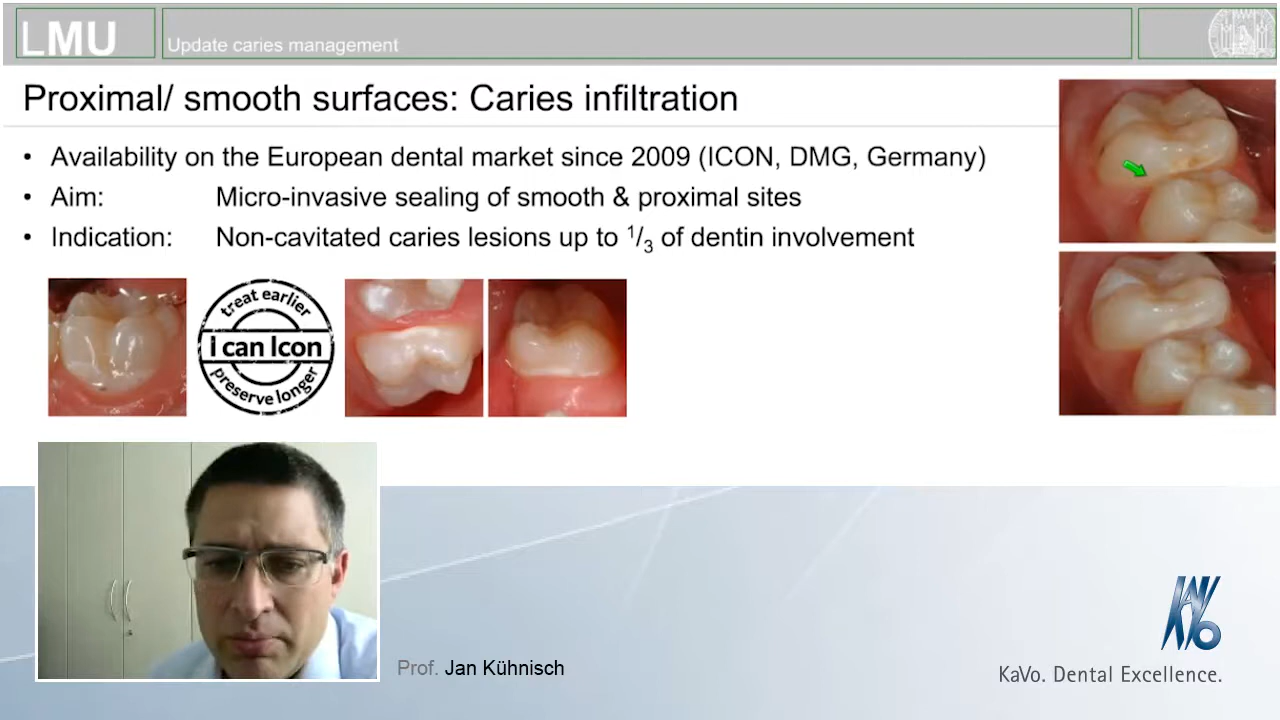 LMU
Update caries management
Proximal/ smooth surfaces: Caries infiltration
• Availability on the European dental market since 2009 (ICON, DMG, Germany)
• Aim: Micro-invasive sealing of smooth & proximal sites
• Indication: Non-cavitated caries lesions up to 1/3 of dentin involvement
treat earlier
I can Icon
preserve longer
Prof. Jan Kühnisch
KAVO
KaVo. Dental Excellence.